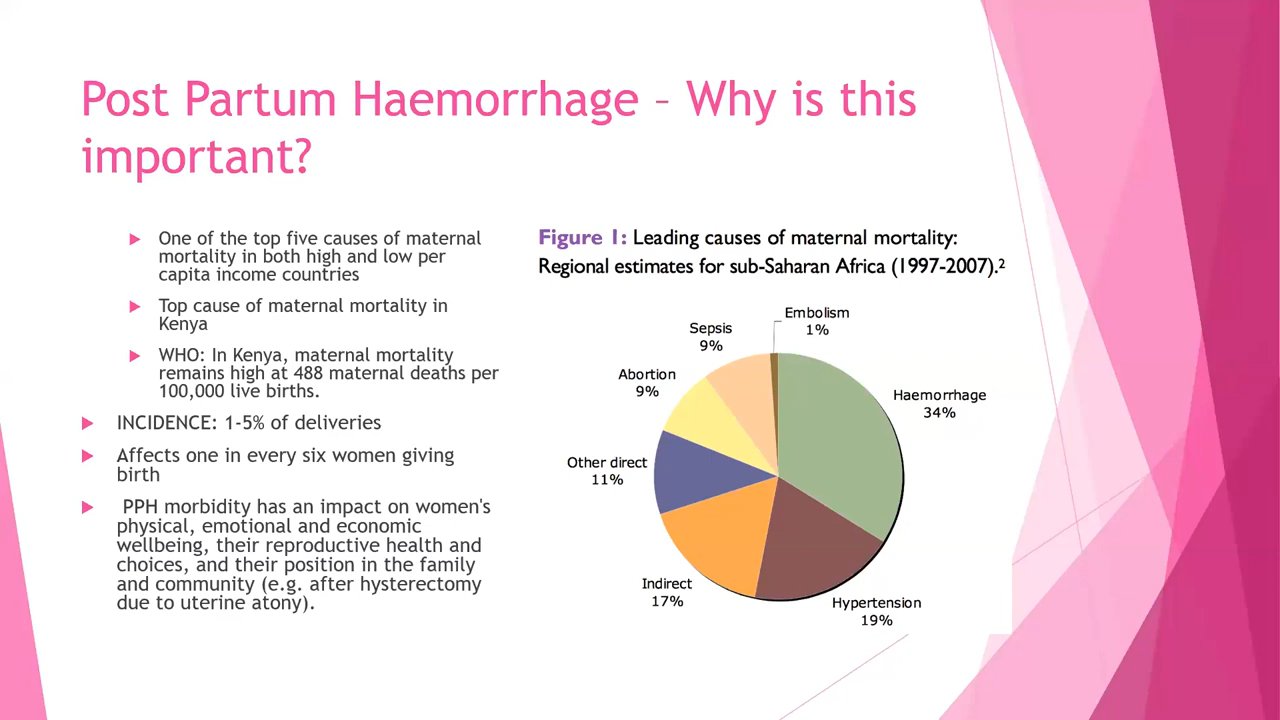 Post Partum Haemorrhage – Why is this
important?
One of the top five causes of maternal
mortality in both high and low per
capita income countries
Top cause of maternal mortality in
Kenya
WHO: In Kenya, maternal mortality
remains high at 488 maternal deaths per
100,000 live births.
INCIDENCE: 1-5% of deliveries
Affects one in every six women giving
birth
PPH morbidity has an impact on women's
physical, emotional and economic
wellbeing, their reproductive health and
choices, and their position in the family
and community (e.g. after hysterectomy
due to uterine atony).
Figure 1: Leading causes of maternal mortality:
Regional estimates for sub-Saharan Africa (1997-2007).²
Embolism
1%
Sepsis
9%
Abortion
9%
Haemorrhage
34%
Other direct
11%
Indirect
17%
Hypertension
19%